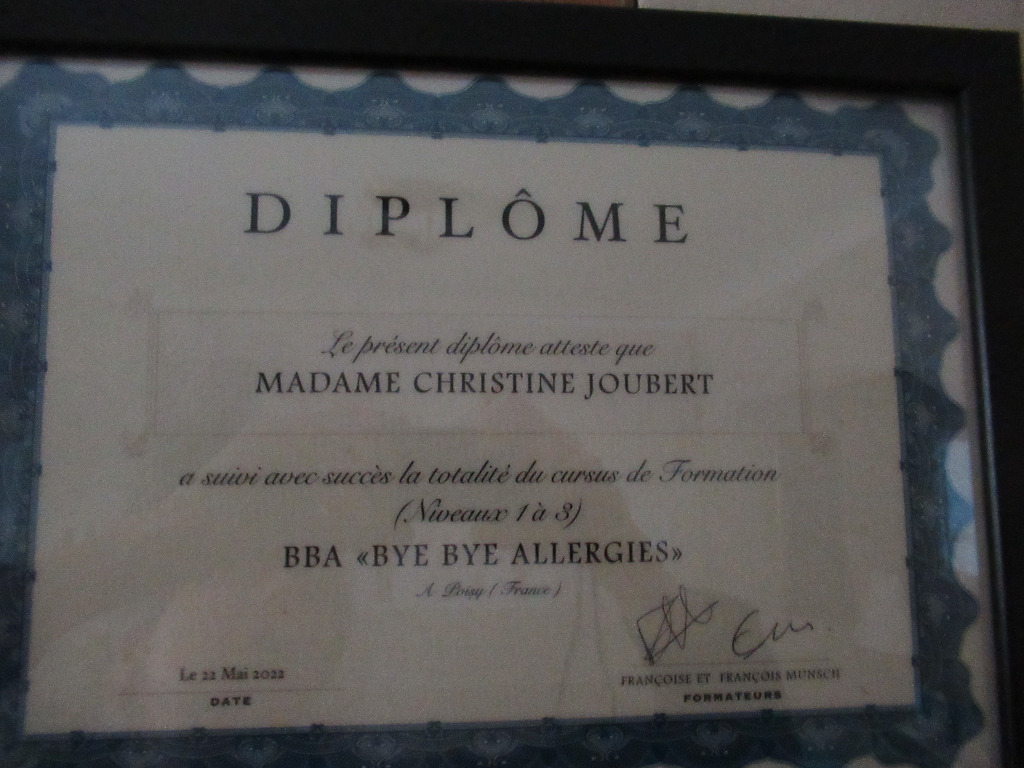 DIPLÔME
Le présent diplôme atteste que
MADAME CHRISTINE JOUBERT
a suivi avec succès la totalité du cursus de Formation
(Niveaux 1 à 3)
BBA «BYE BYE ALLERGIES»
A Poisy ( France )
Le 22 Mai 2022
DATE
FRANÇOISE ET FRANÇOIS MUNSCH
FORMATEURS